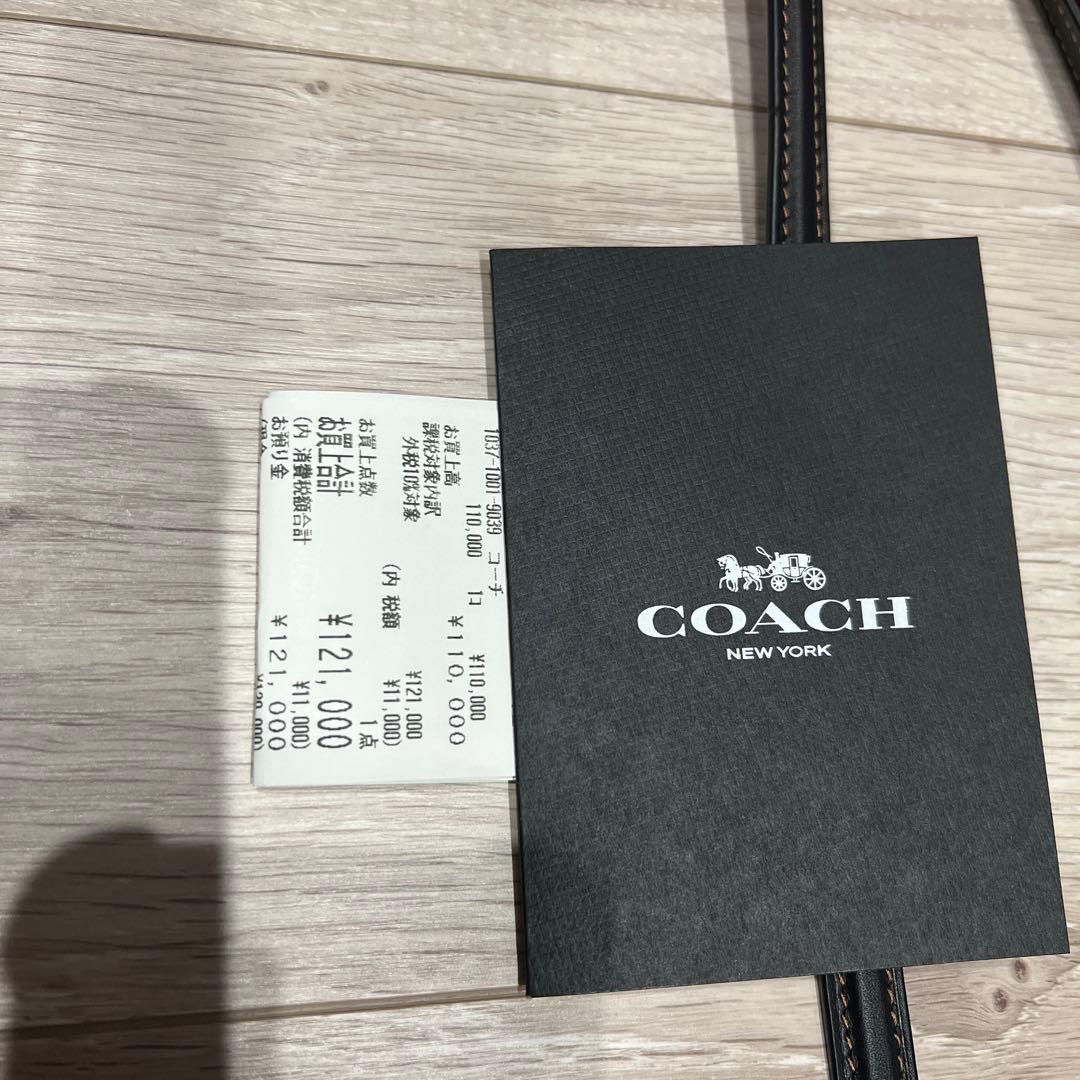 1037-1001-9039 コーチ
110,000 1コ ¥110,000
お買上高 ¥110,000
課税対象内訳
外税10%対象 ¥121,000
(内 税額 ¥11,000)
お買上点数 1点
お買上合計 ¥121,000
(内 消費税額合計 ¥11,000)
お預り金 ¥121,000
COACH
NEW YORK